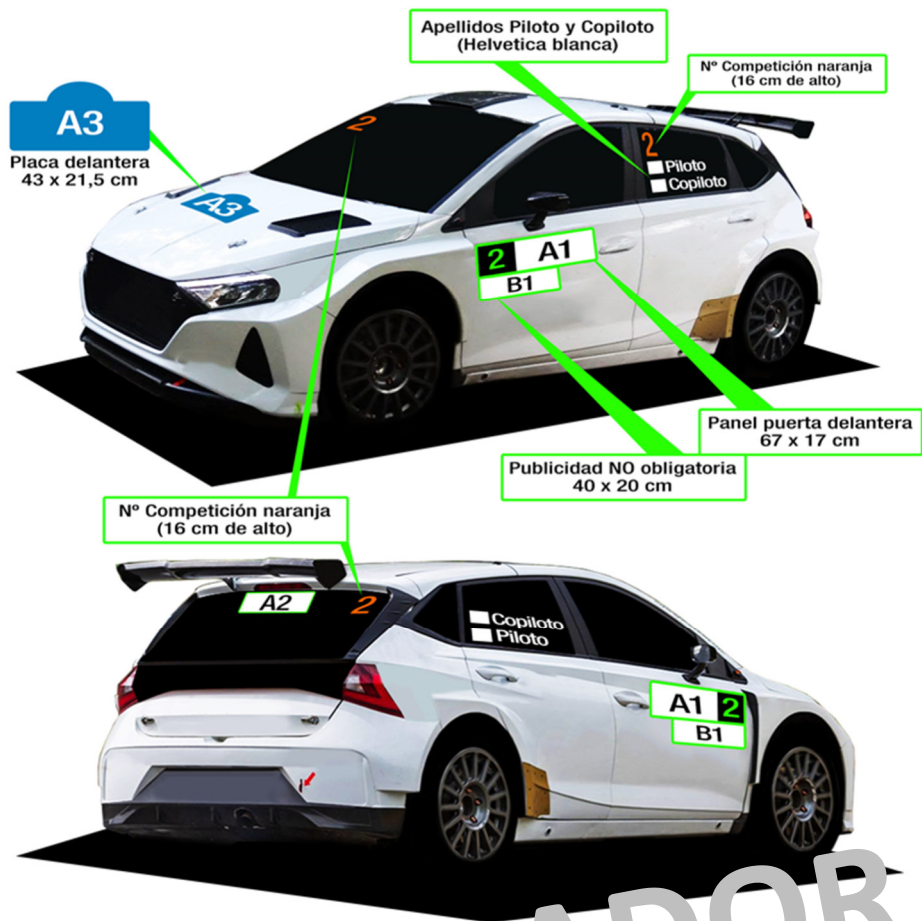 Apellidos Piloto y Copiloto
(Helvetica blanca)
Nº Competición naranja
(16 cm de alto)
A3
Placa delantera
43 x 21,5 cm
2
2
Piloto
Copiloto
A3
2 A1
B1
Panel puerta delantera
67 x 17 cm
Publicidad NO obligatoria
40 x 20 cm
Nº Competición naranja
(16 cm de alto)
A2
2
Copiloto
Piloto
A1 2
B1
ADOR